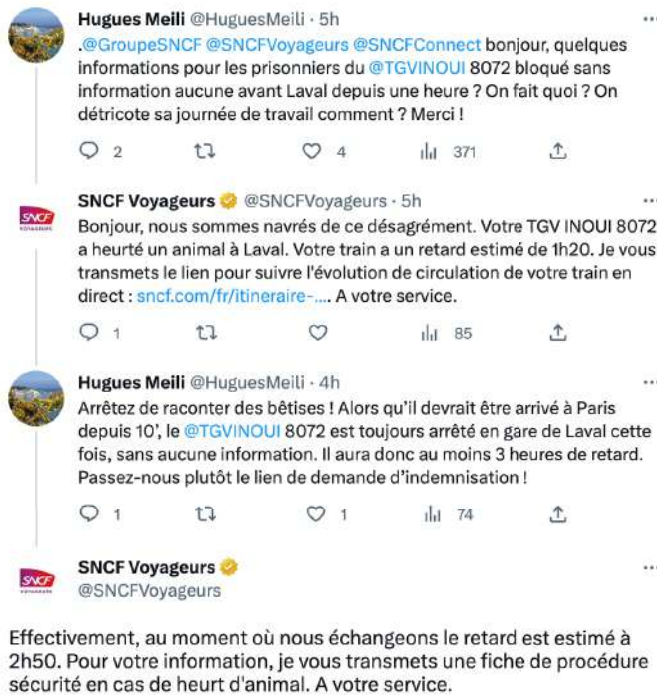 Hugues Meili @HuguesMeili · 5h
.@GroupeSNCF @SNCFVoyageurs @SNCFConnect bonjour, quelques
informations pour les prisonniers du @TGVINOUI 8072 bloqué sans
information aucune avant Laval depuis une heure ? On fait quoi ? On
détricote sa journée de travail comment ? Merci !
2 4 371
SNCF Voyageurs @SNCFVoyageurs · 5h
SNCF
VOYAGEURS
Bonjour, nous sommes navrés de ce désagrément. Votre TGV INOUI 8072
a heurté un animal à Laval. Votre train a un retard estimé de 1h20. Je vous
transmets le lien pour suivre l'évolution de circulation de votre train en
direct : sncf.com/fr/itineraire-.... A votre service.
1 85
Hugues Meili @HuguesMeili · 4h
Arrêtez de raconter des bêtises ! Alors qu'il devrait être arrivé à Paris
depuis 10', le @TGVINOUI 8072 est toujours arrêté en gare de Laval cette
fois, sans aucune information. Il aura donc au moins 3 heures de retard.
Passez-nous plutôt le lien de demande d'indemnisation !
1 1 74
SNCF Voyageurs
SNCF
VOYAGEURS
@SNCFVoyageurs
Effectivement, au moment où nous échangeons le retard est estimé à
2h50. Pour votre information, je vous transmets une fiche de procédure
sécurité en cas de heurt d'animal. A votre service.